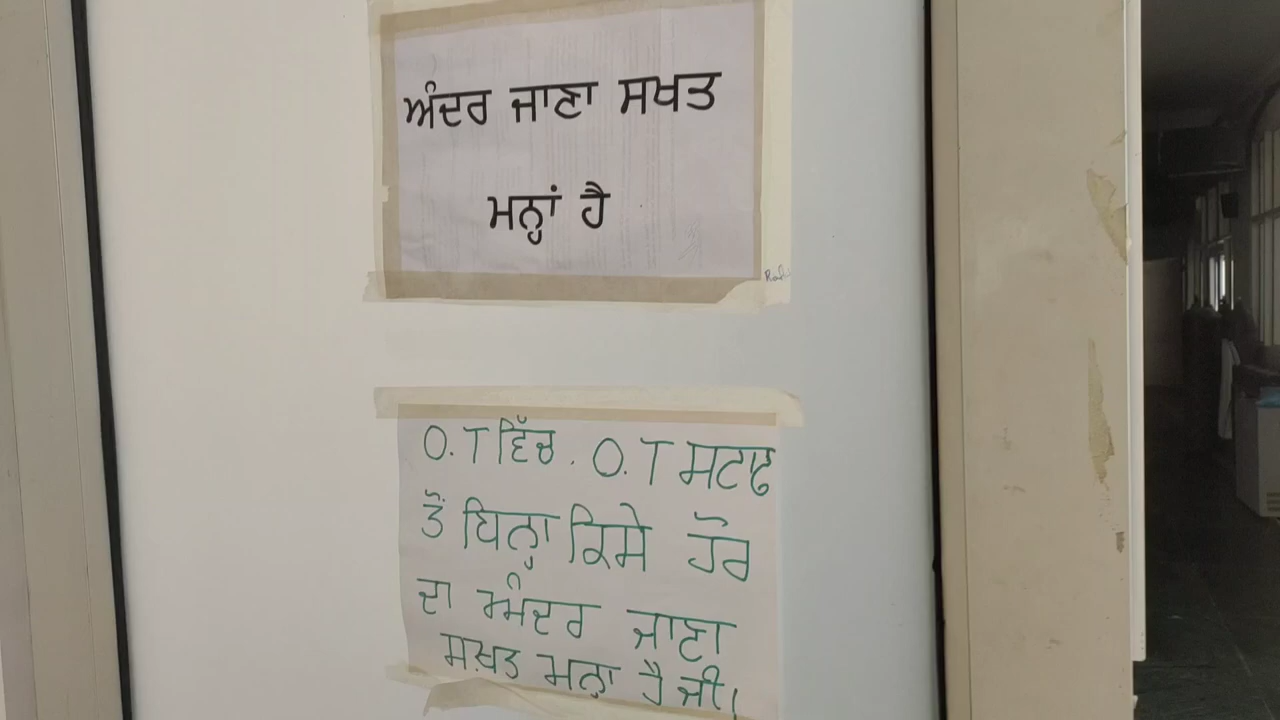 ਅੰਦਰ ਜਾਣਾ ਸਖਤ
ਮਨ੍ਹਾਂ ਹੈ
O.T ਵਿੱਚ . O.T ਸਟਾਫ
ਤੋਂ ਬਿਨ੍ਹਾ ਕਿਸੇ ਹੋਰ
ਦਾ ਅੰਦਰ ਜਾਣਾ
ਸਖ਼ਤ ਮਨ੍ਹਾ ਹੈ ਜੀ।